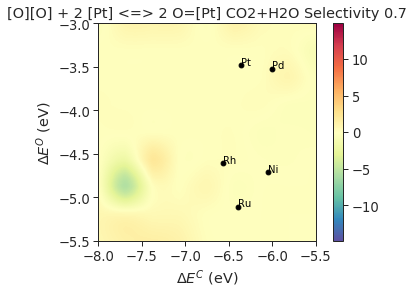 [O][O] + 2 [Pt] <=> 2 O=[Pt] CO2+H2O Selectivity 0.7
−3.0
−3.5
−4.0
−4.5
−5.0
−5.5
ΔE^O (eV)
Pt
Pd
Rh
Ni
Ru
−8.0 −7.5 −7.0 −6.5 −6.0 −5.5
ΔE^C (eV)
10
5
0
−5
−10